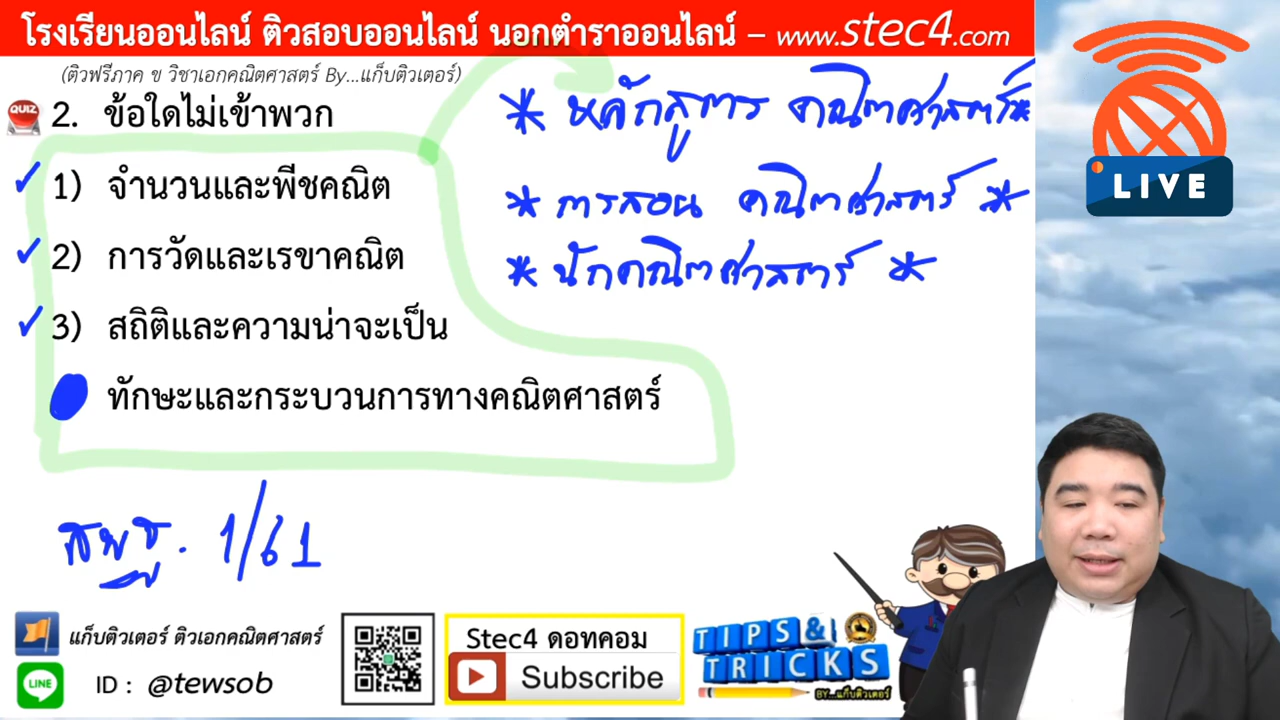 โรงเรียนออนไลน์ ติวสอบออนไลน์ นอกตำราออนไลน์ – www.stec4.com
(ติวฟรีภาค ข วิชาเอกคณิตศาสตร์ By...แก็บติวเตอร์)
QUIZ 2. ข้อใดไม่เข้าพวก
1) จำนวนและพีชคณิต
2) การวัดและเรขาคณิต
3) สถิติและความน่าจะเป็น
ทักษะและกระบวนการทางคณิตศาสตร์
* หลักสูตร คณิตศาสตร์ *
* การสอน คณิตศาสตร์ *
* นักคณิตศาสตร์ *
1/61
LIVE
แก็บติวเตอร์ ติวเอกคณิตศาสตร์
LINE ID : @tewsob
Stec4 ดอทคอม
Subscribe
TIPS &
TRICKS
BY...แก็บติวเตอร์